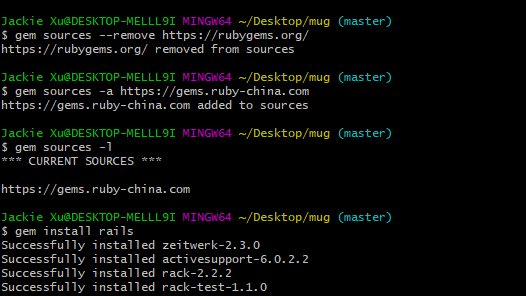 Jackie Xu@DESKTOP-MELLL9I MINGW64 ~/Desktop/mug (master)
$ gem sources --remove https://rubygems.org/
https://rubygems.org/ removed from sources

Jackie Xu@DESKTOP-MELLL9I MINGW64 ~/Desktop/mug (master)
$ gem sources -a https://gems.ruby-china.com
https://gems.ruby-china.com added to sources

Jackie Xu@DESKTOP-MELLL9I MINGW64 ~/Desktop/mug (master)
$ gem sources -l
*** CURRENT SOURCES ***

https://gems.ruby-china.com

Jackie Xu@DESKTOP-MELLL9I MINGW64 ~/Desktop/mug (master)
$ gem install rails
Successfully installed zeitwerk-2.3.0
Successfully installed activesupport-6.0.2.2
Successfully installed rack-2.2.2
Successfully installed rack-test-1.1.0